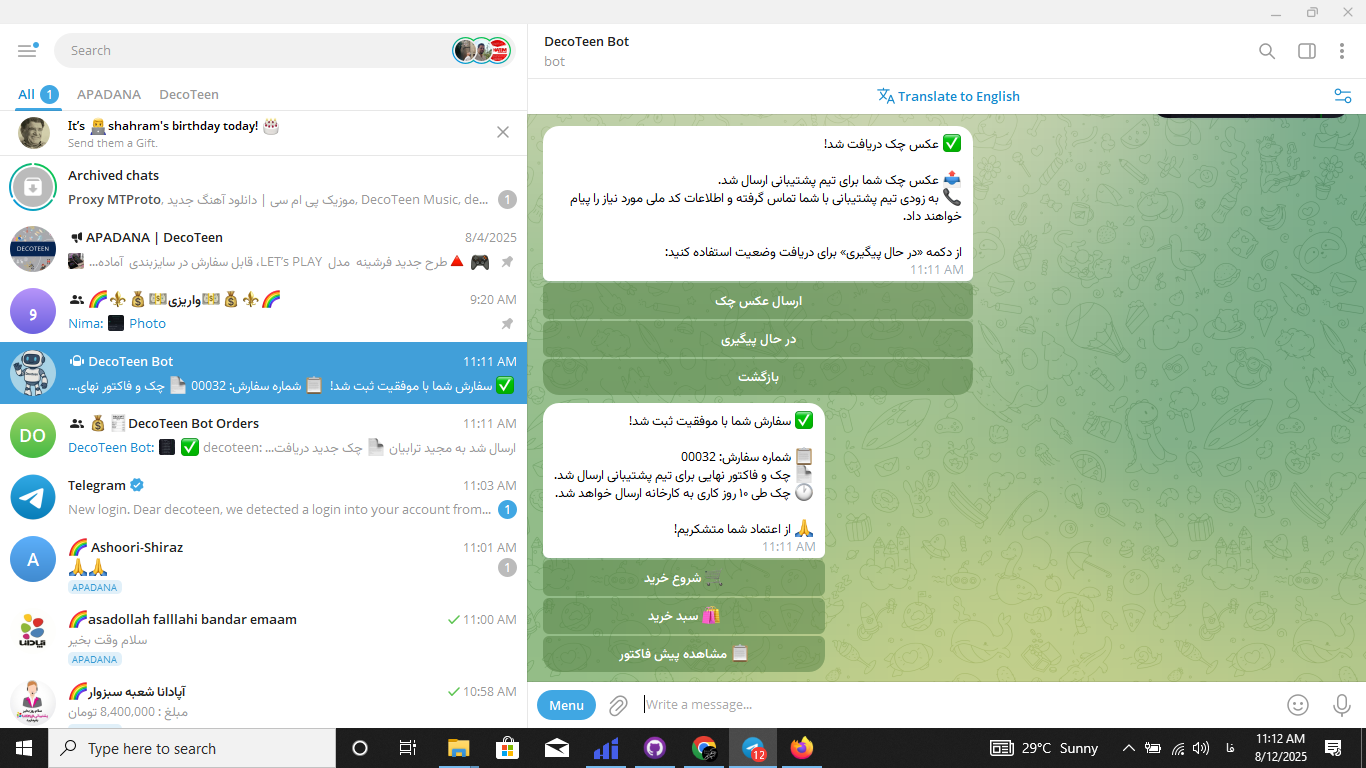 Search
All 1
APADANA
DecoTeen
It's 👨‍💻shahram's birthday today! 🎂
Send them a Gift.
Archived chats
Proxy MTProto, موزیک پی ام سی | دانلود آهنگ جدید, DecoTeen Music, de...
1
DECOTEEN
APADANA | DecoTeen
8/4/2025
🎮🔺طرح جدید فرشینه مدل LET's PLAY، قابل سفارش در سایزبندی آماده...
و
🌈⚜️💰💵واریزی💵💰⚜️🌈
9:20 AM
Nima: Photo
DecoTeen Bot
11:11 AM
✅ سفارش شما با موفقیت ثبت شد! 📋 شماره سفارش: 00032 📄 چک و فاکتور نهای...
DO
💰🧾DecoTeen Bot Orders
11:11 AM
DecoTeen Bot: ✅ decoteen: ...ارسال شد به مجید ترابیان 📄 چک جدید دریافت
Telegram
11:03 AM
New login. Dear decoteen, we detected a login into your account from...
1
A
🌈 Ashoori-Shiraz
11:01 AM
🙏🙏
1
APADANA
🌈asadollah falllahi bandar emaam
11:00 AM
سلام وقت بخیر
APADANA
🌈آپادانا شعبه سبزوار
10:58 AM
مبلغ : 8,400,000 تومان
DecoTeen Bot
bot
Translate to English
✅ عکس چک دریافت شد!
📤 عکس چک شما برای تیم پشتیبانی ارسال شد.
📞 به زودی تیم پشتیبانی با شما تماس گرفته و اطلاعات کد ملی مورد نیاز را پیام
خواهند داد.
از دکمه «در حال پیگیری» برای دریافت وضعیت استفاده کنید:
11:11 AM
ارسال عکس چک
در حال پیگیری
بازگشت
✅ سفارش شما با موفقیت ثبت شد!
📋 شماره سفارش: 00032
📄 چک و فاکتور نهایی برای تیم پشتیبانی ارسال شد.
🕐 چک طی ۱۰ روز کاری به کارخانه ارسال خواهد شد.
🙏 از اعتماد شما متشکریم!
11:11 AM
🛒 شروع خرید
🛍️ سبد خرید
📋 مشاهده پیش فاکتور
Menu
Write a message...
Type here to search
12
29°C Sunny
فا
11:12 AM
8/12/2025